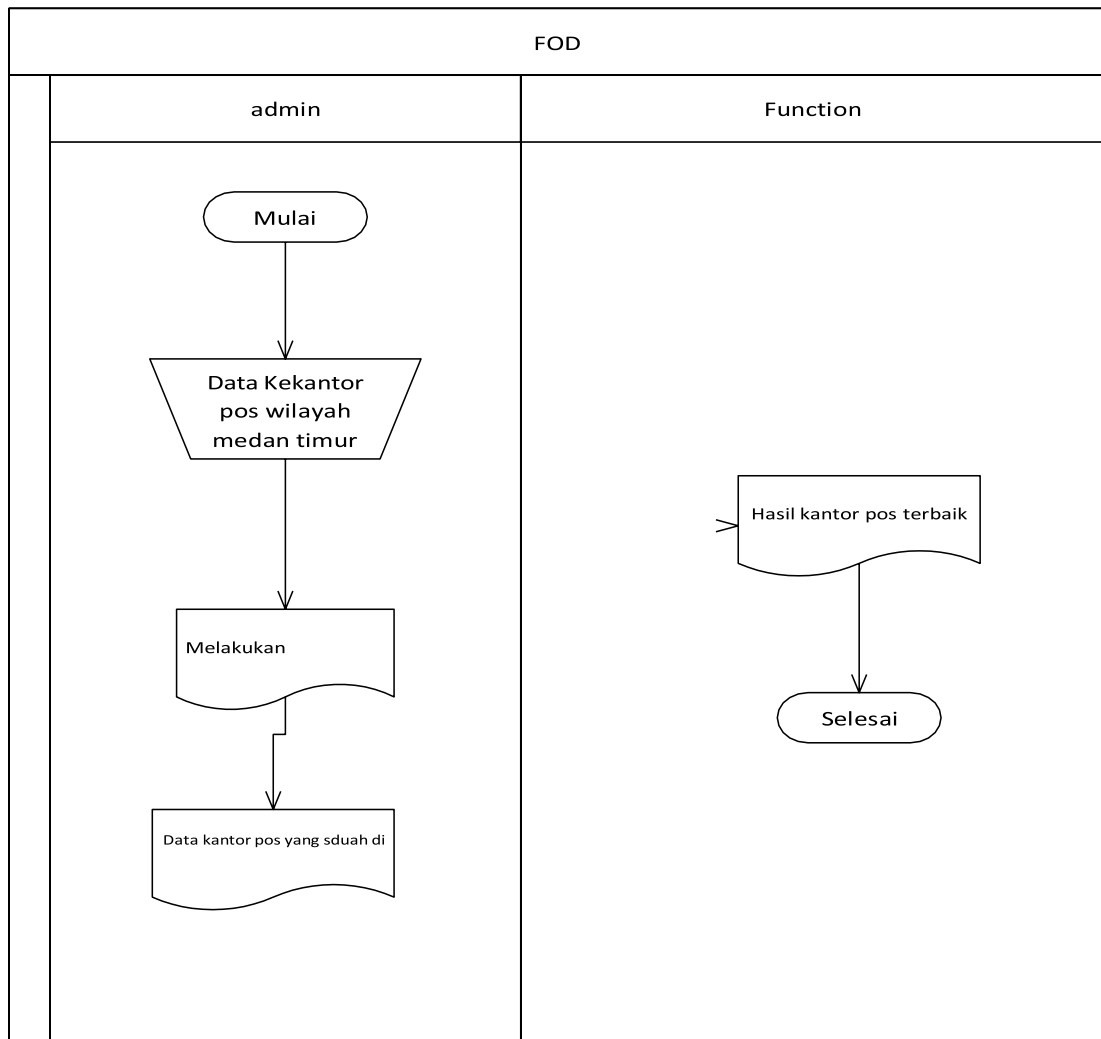 FOD
admin
Function
Mulai
Data Kekantor
pos wilayah
medan timur
Melakukan
Data kantor pos yang sduah di
Hasil kantor pos terbaik
Selesai